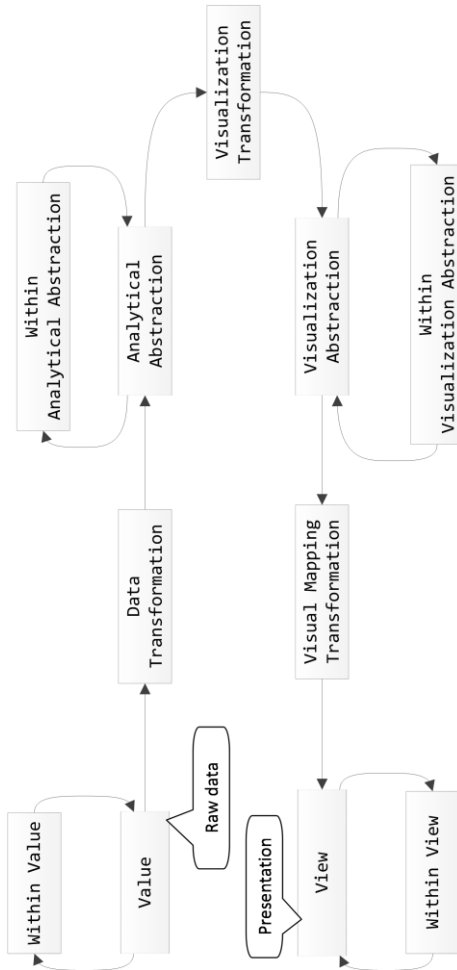 Within Value
Value
Raw data
Data
Transformation
Within
Analytical Abstraction
Analytical
Abstraction
Visualization
Transformation
Visualization
Abstraction
Within
Visualization Abstraction
Visual Mapping
Transformation
Presentation
View
Within View